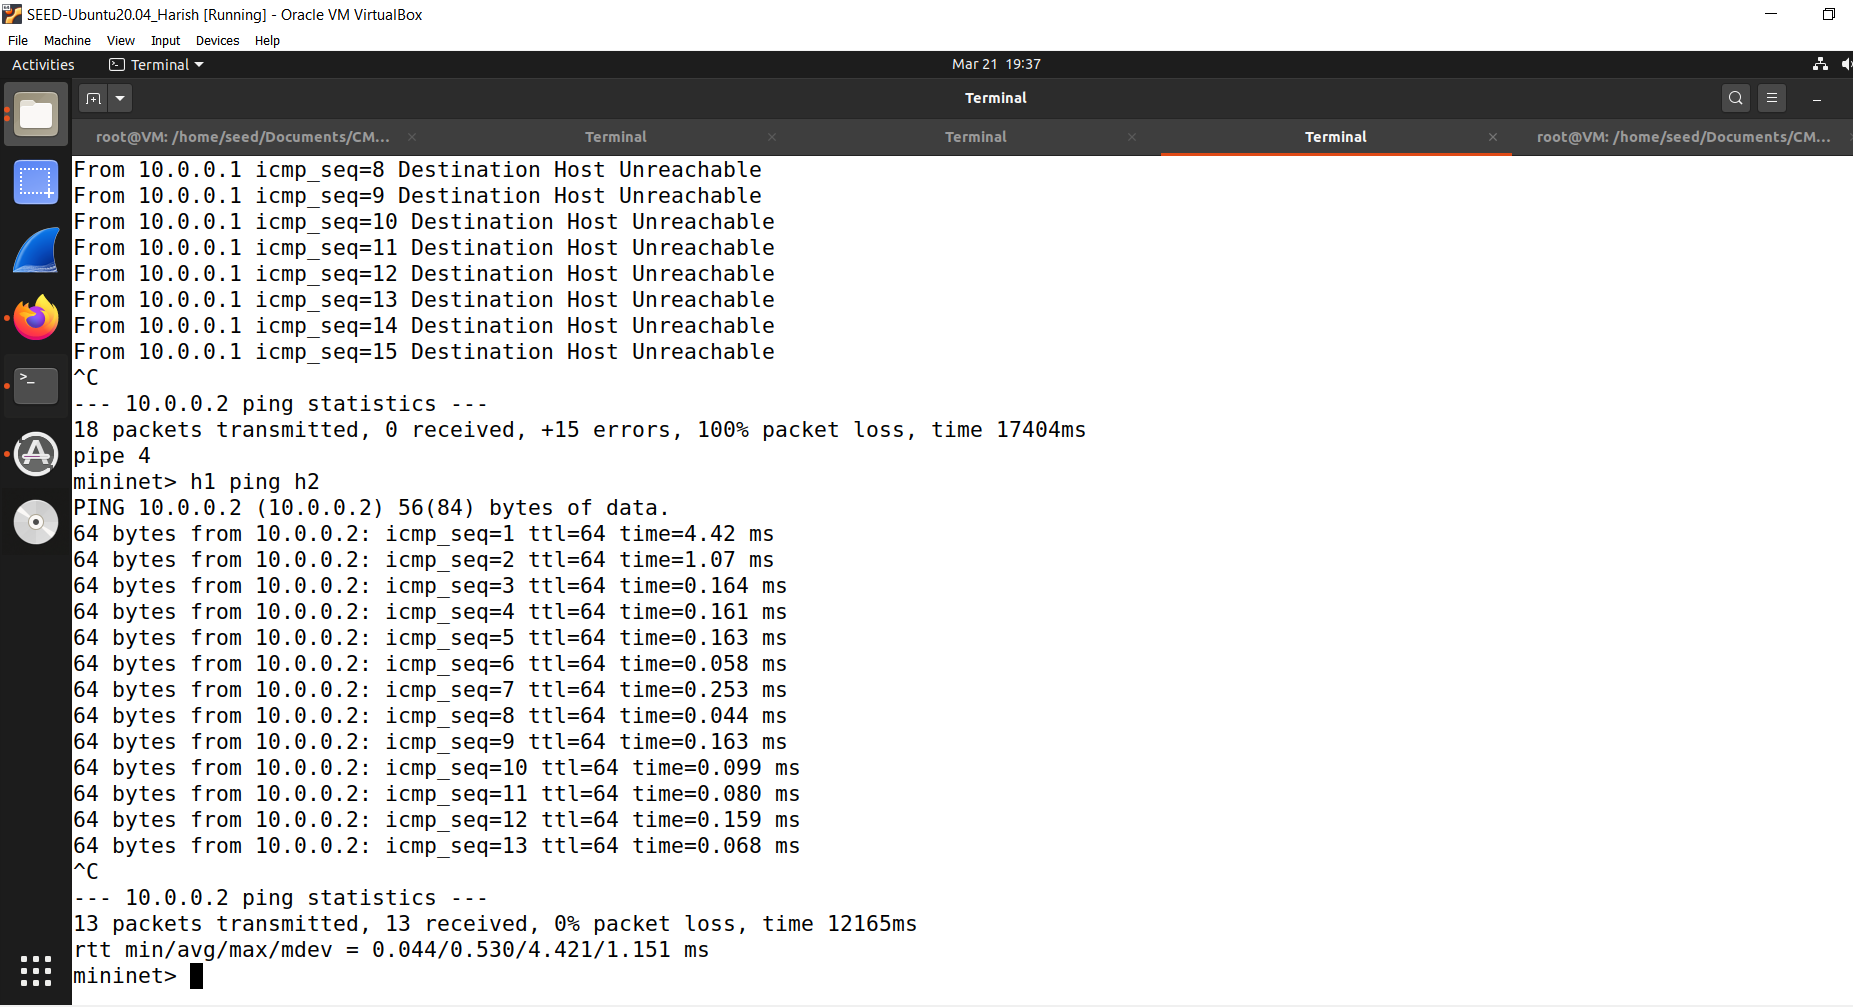 SEED-Ubuntu20.04_Harish [Running] - Oracle VM VirtualBox
File Machine View Input Devices Help
Activities Terminal Mar 21 19:37
Terminal
root@VM: /home/seed/Documents/CM... Terminal Terminal Terminal root@VM: /home/seed/Documents/CM...
From 10.0.0.1 icmp_seq=8 Destination Host Unreachable
From 10.0.0.1 icmp_seq=9 Destination Host Unreachable
From 10.0.0.1 icmp_seq=10 Destination Host Unreachable
From 10.0.0.1 icmp_seq=11 Destination Host Unreachable
From 10.0.0.1 icmp_seq=12 Destination Host Unreachable
From 10.0.0.1 icmp_seq=13 Destination Host Unreachable
From 10.0.0.1 icmp_seq=14 Destination Host Unreachable
From 10.0.0.1 icmp_seq=15 Destination Host Unreachable
^C
--- 10.0.0.2 ping statistics ---
18 packets transmitted, 0 received, +15 errors, 100% packet loss, time 17404ms
pipe 4
mininet> h1 ping h2
PING 10.0.0.2 (10.0.0.2) 56(84) bytes of data.
64 bytes from 10.0.0.2: icmp_seq=1 ttl=64 time=4.42 ms
64 bytes from 10.0.0.2: icmp_seq=2 ttl=64 time=1.07 ms
64 bytes from 10.0.0.2: icmp_seq=3 ttl=64 time=0.164 ms
64 bytes from 10.0.0.2: icmp_seq=4 ttl=64 time=0.161 ms
64 bytes from 10.0.0.2: icmp_seq=5 ttl=64 time=0.163 ms
64 bytes from 10.0.0.2: icmp_seq=6 ttl=64 time=0.058 ms
64 bytes from 10.0.0.2: icmp_seq=7 ttl=64 time=0.253 ms
64 bytes from 10.0.0.2: icmp_seq=8 ttl=64 time=0.044 ms
64 bytes from 10.0.0.2: icmp_seq=9 ttl=64 time=0.163 ms
64 bytes from 10.0.0.2: icmp_seq=10 ttl=64 time=0.099 ms
64 bytes from 10.0.0.2: icmp_seq=11 ttl=64 time=0.080 ms
64 bytes from 10.0.0.2: icmp_seq=12 ttl=64 time=0.159 ms
64 bytes from 10.0.0.2: icmp_seq=13 ttl=64 time=0.068 ms
^C
--- 10.0.0.2 ping statistics ---
13 packets transmitted, 13 received, 0% packet loss, time 12165ms
rtt min/avg/max/mdev = 0.044/0.530/4.421/1.151 ms
mininet>